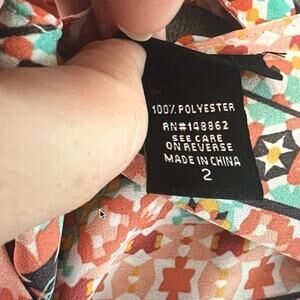 100% POLYESTER
RN#148862
SEE CARE
ON REVERSE
MADE IN CHINA
2